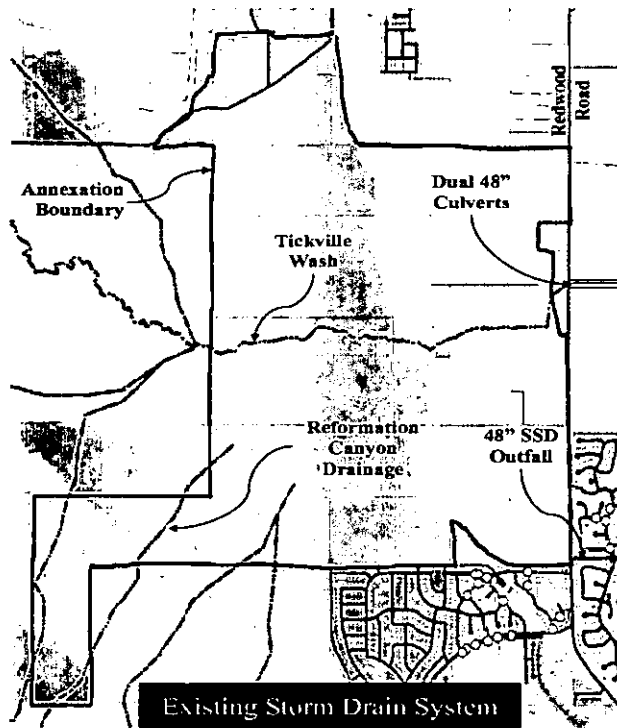 Redwood
Road
Annexation
Boundary
Dual 48"
Culverts
Tickville
Wash
Reformation
Canyon
Drainage
48" SSD
Outfall
Existing Storm Drain System